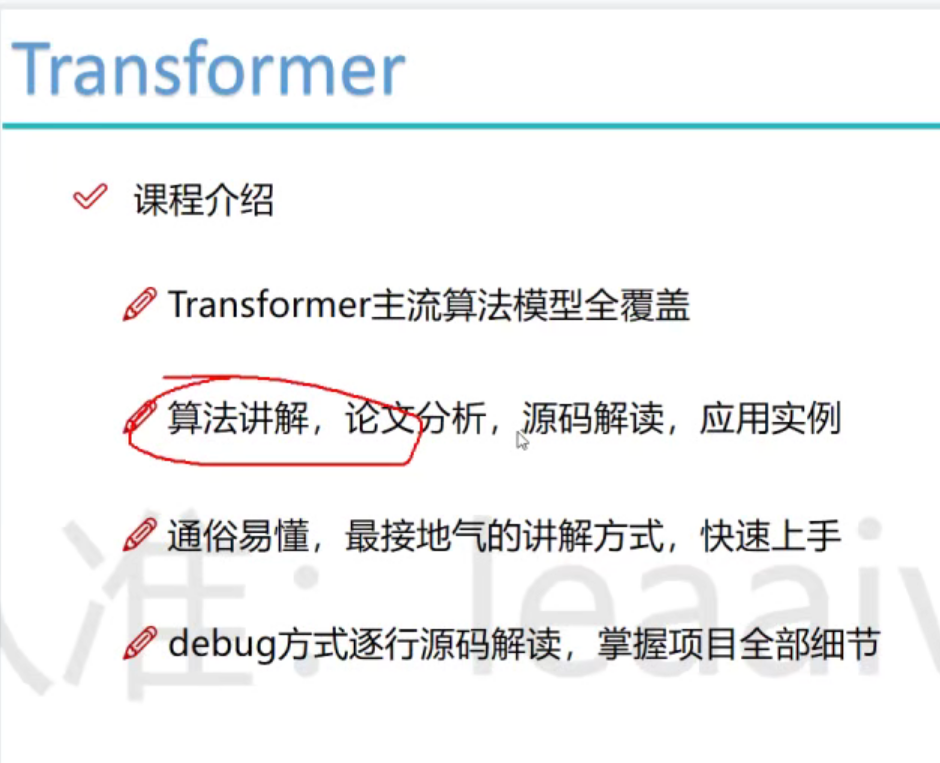 Transformer
课程介绍
Transformer主流算法模型全覆盖
算法讲解，论文分析，源码解读，应用实例
通俗易懂，最接地气的讲解方式，快速上手
debug方式逐行源码解读，掌握项目全部细节
准：leaai